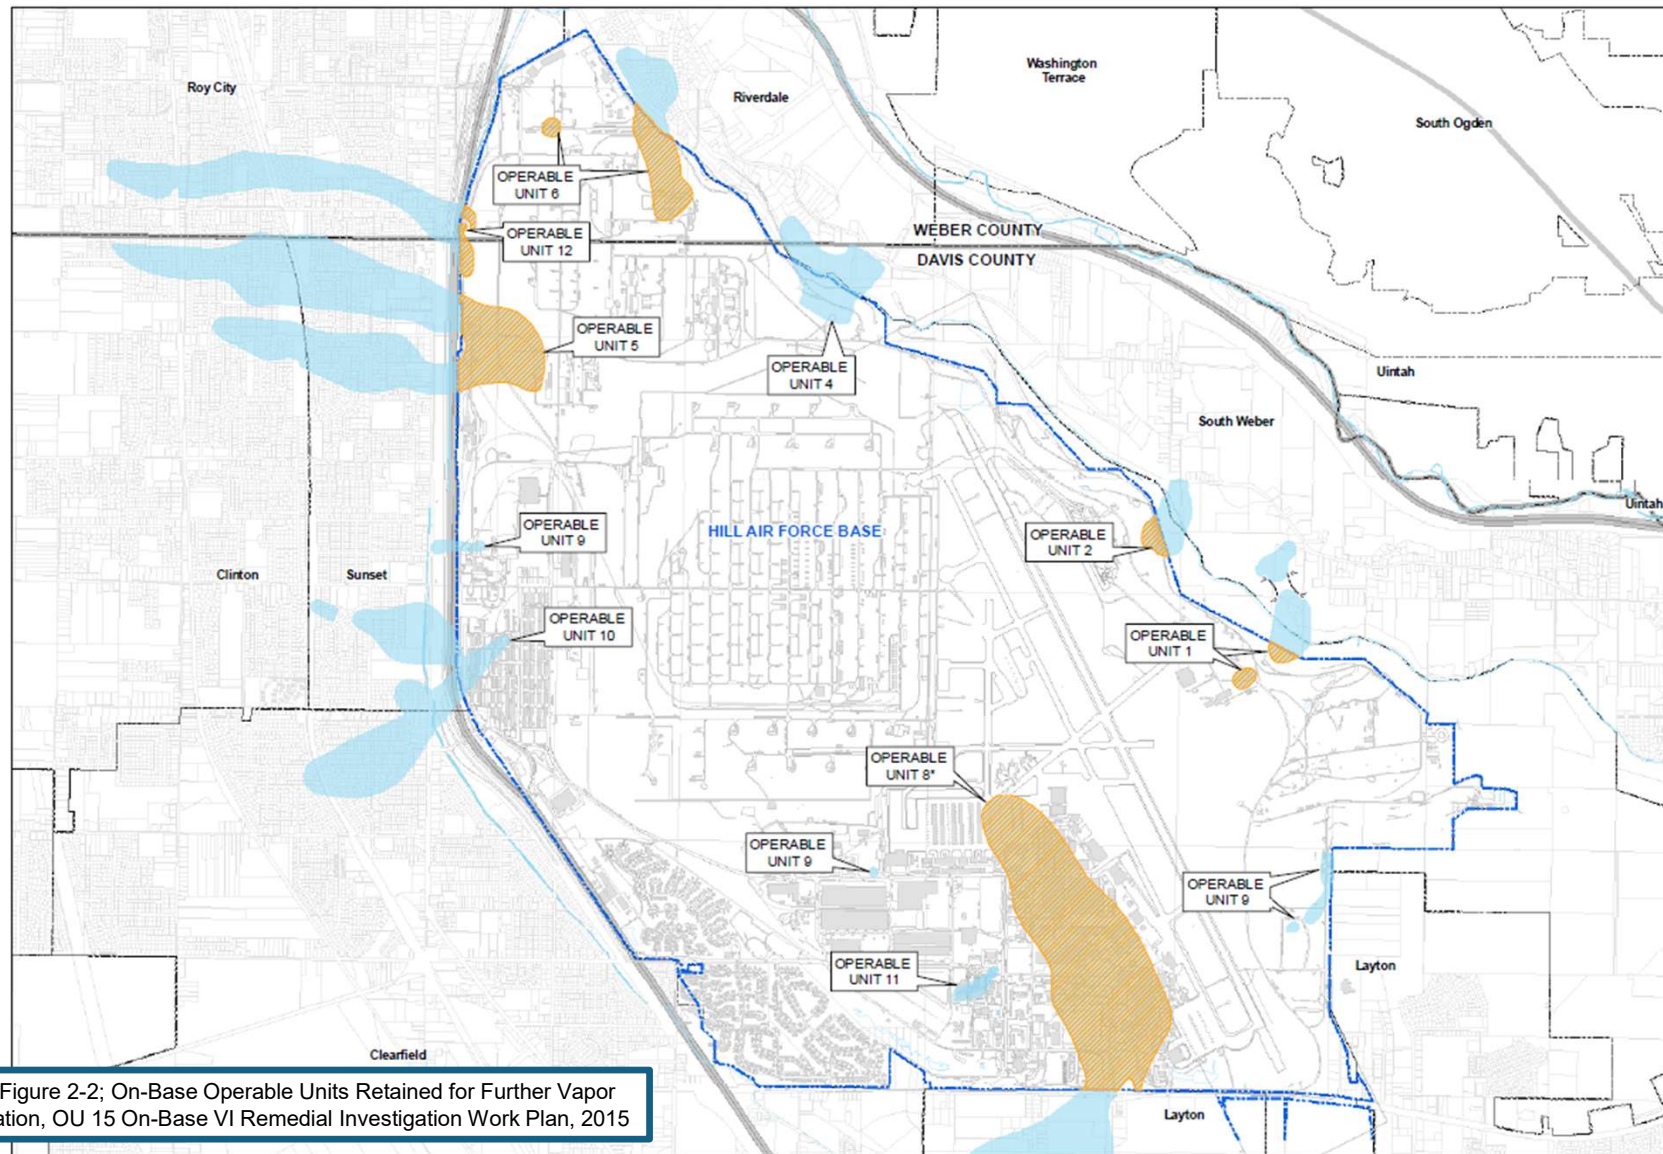 Washington
Terrace
Roy City
Riverdale
South Ogden
OPERABLE
UNIT 6
OPERABLE
UNIT 12
WEBER COUNTY
DAVIS COUNTY
OPERABLE
UNIT 5
OPERABLE
UNIT 4
Uintah
South Weber
Uintah
OPERABLE
UNIT 9
HILL AIR FORCE BASE
OPERABLE
UNIT 2
Clinton
Sunset
OPERABLE
UNIT 10
OPERABLE
UNIT 1
OPERABLE
UNIT 8*
OPERABLE
UNIT 9
OPERABLE
UNIT 9
OPERABLE
UNIT 11
Layton
Clearfield
Layton
Figure 2-2; On-Base Operable Units Retained for Further Vapor
ation, OU 15 On-Base VI Remedial Investigation Work Plan, 2015